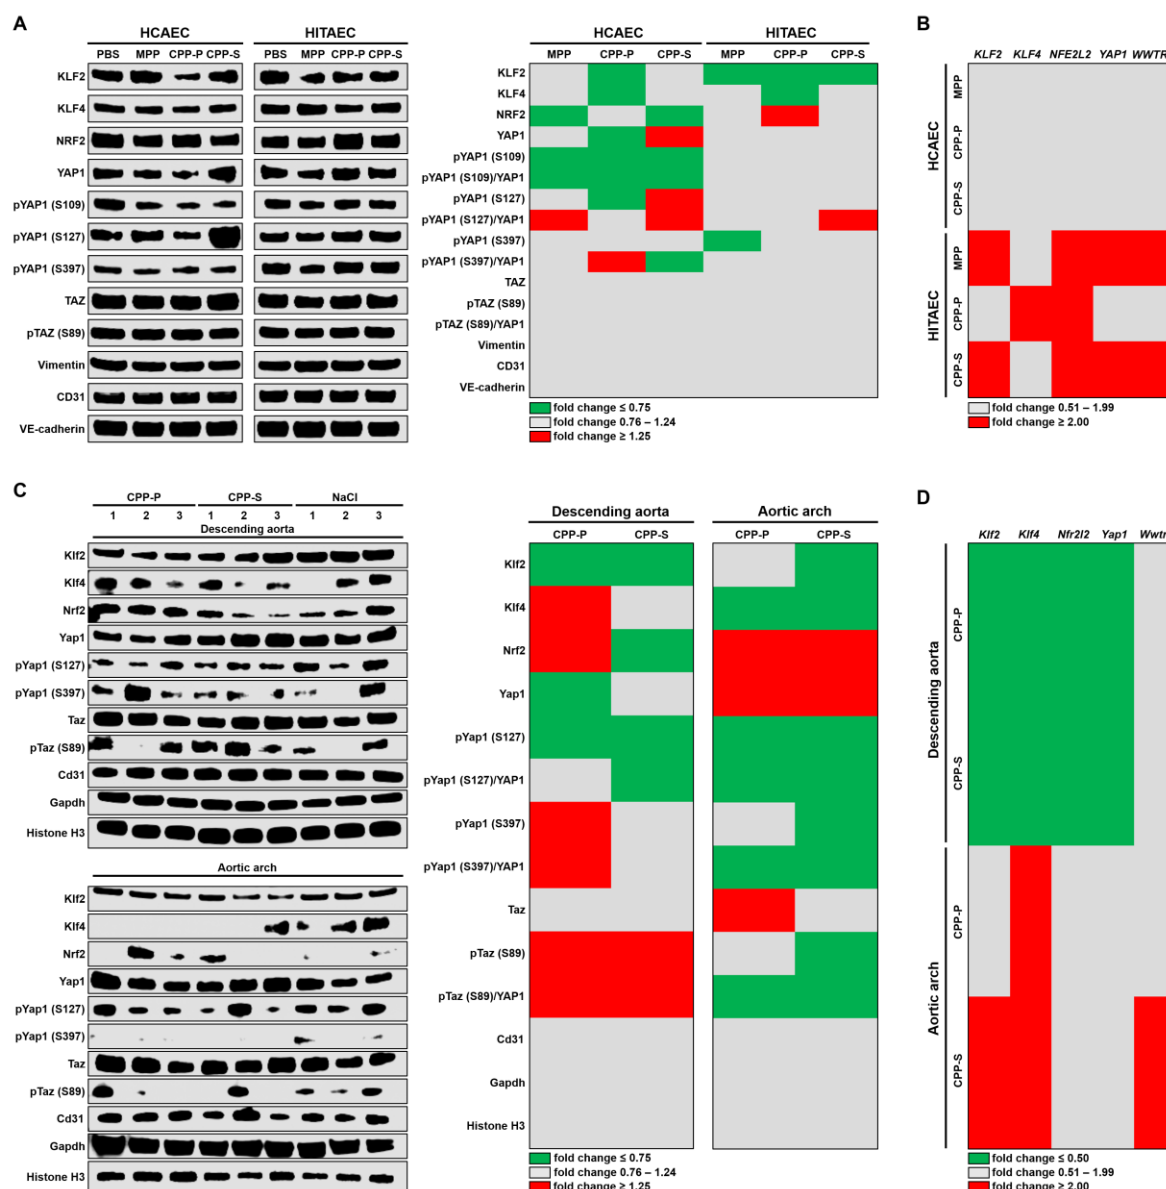 A
HCAEC
HITAEC
PBS MPP CPP-P CPP-S
PBS MPP CPP-P CPP-S
KLF2
KLF4
NRF2
YAP1
pYAP1 (S109)
pYAP1 (S127)
pYAP1 (S397)
TAZ
pTAZ (S89)
Vimentin
CD31
VE-cadherin
HCAEC
HITAEC
MPP CPP-P CPP-S
MPP CPP-P CPP-S
KLF2
KLF4
NRF2
YAP1
pYAP1 (S109)
pYAP1 (S109)/YAP1
pYAP1 (S127)
pYAP1 (S127)/YAP1
pYAP1 (S397)
pYAP1 (S397)/YAP1
TAZ
pTAZ (S89)
pTAZ (S89)/YAP1
Vimentin
CD31
VE-cadherin
fold change ≤ 0.75
fold change 0.76 – 1.24
fold change ≥ 1.25
B
KLF2 KLF4 NFE2L2 YAP1 WWTR
HCAEC
MPP
CPP-P
CPP-S
HITAEC
MPP
CPP-P
CPP-S
fold change 0.51 – 1.99
fold change ≥ 2.00
C
CPP-P CPP-S NaCl
1 2 3 1 2 3 1 2 3
Descending aorta
Klf2
Klf4
Nrf2
Yap1
pYap1 (S127)
pYap1 (S397)
Taz
pTaz (S89)
Cd31
Gapdh
Histone H3
Aortic arch
Klf2
Klf4
Nrf2
Yap1
pYap1 (S127)
pYap1 (S397)
Taz
pTaz (S89)
Cd31
Gapdh
Histone H3
Descending aorta
Aortic arch
CPP-P CPP-S
CPP-P CPP-S
Klf2
Klf4
Nrf2
Yap1
pYap1 (S127)
pYap1 (S127)/YAP1
pYap1 (S397)
pYap1 (S397)/YAP1
Taz
pTaz (S89)
pTaz (S89)/YAP1
Cd31
Gapdh
Histone H3
fold change ≤ 0.75
fold change 0.76 – 1.24
fold change ≥ 1.25
D
Klf2 Klf4 Nfr2l2 Yap1 Wwtr
Descending aorta
CPP-P
CPP-S
Aortic arch
CPP-P
CPP-S
fold change ≤ 0.50
fold change 0.51 – 1.99
fold change ≥ 2.00